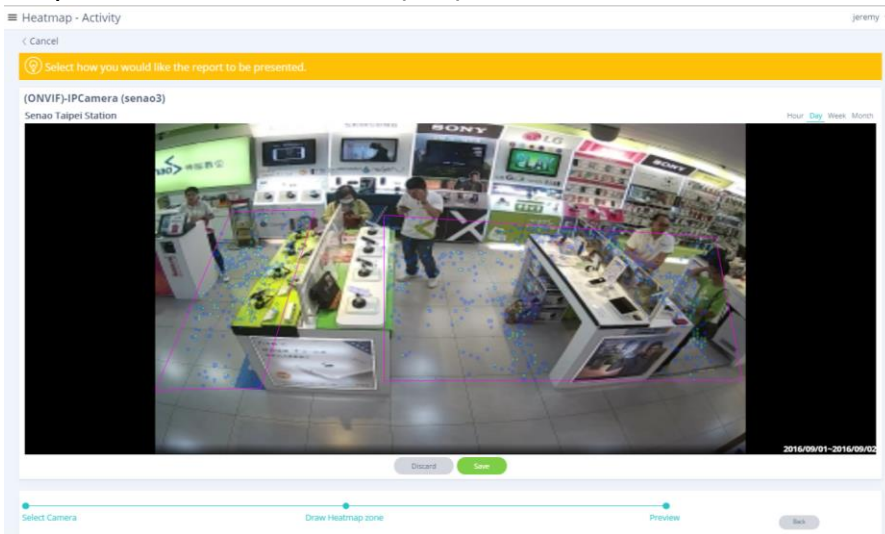 Heatmap - Activity
jeremy
< Cancel
Select how you would like the report to be presented.
(ONVIF)-IPCamera (senao3)
Senao Taipei Station
Hour Day Week Month
SONY
LG
SONY
2016/09/01~2016/09/02
Discard
Save
Select Camera
Draw Heatmap zone
Preview
Back